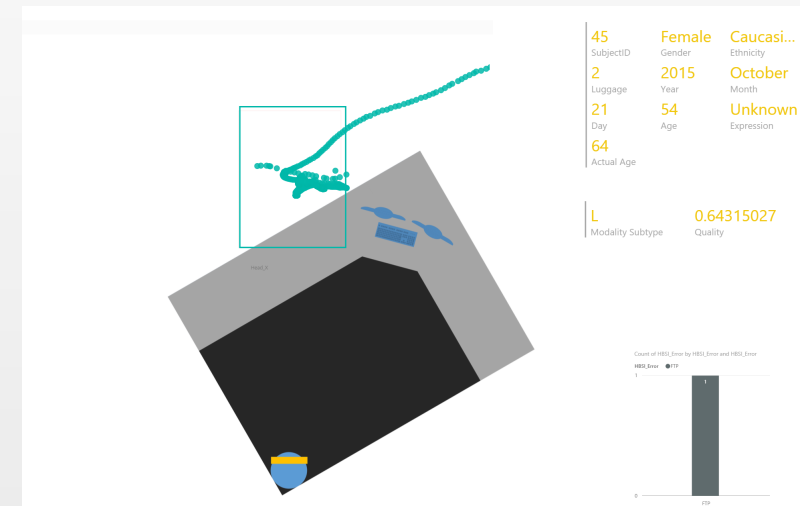 45 Female Caucasi...
SubjectID Gender Ethnicity
2 2015 October
Luggage Year Month
21 54 Unknown
Day Age Expression
64
Actual Age
L 0.64315027
Modality Subtype Quality
Count of HBSI_Error by HBSI_Error and HBSI_Error
HBSI_Error FTP
1
1
0
FTP